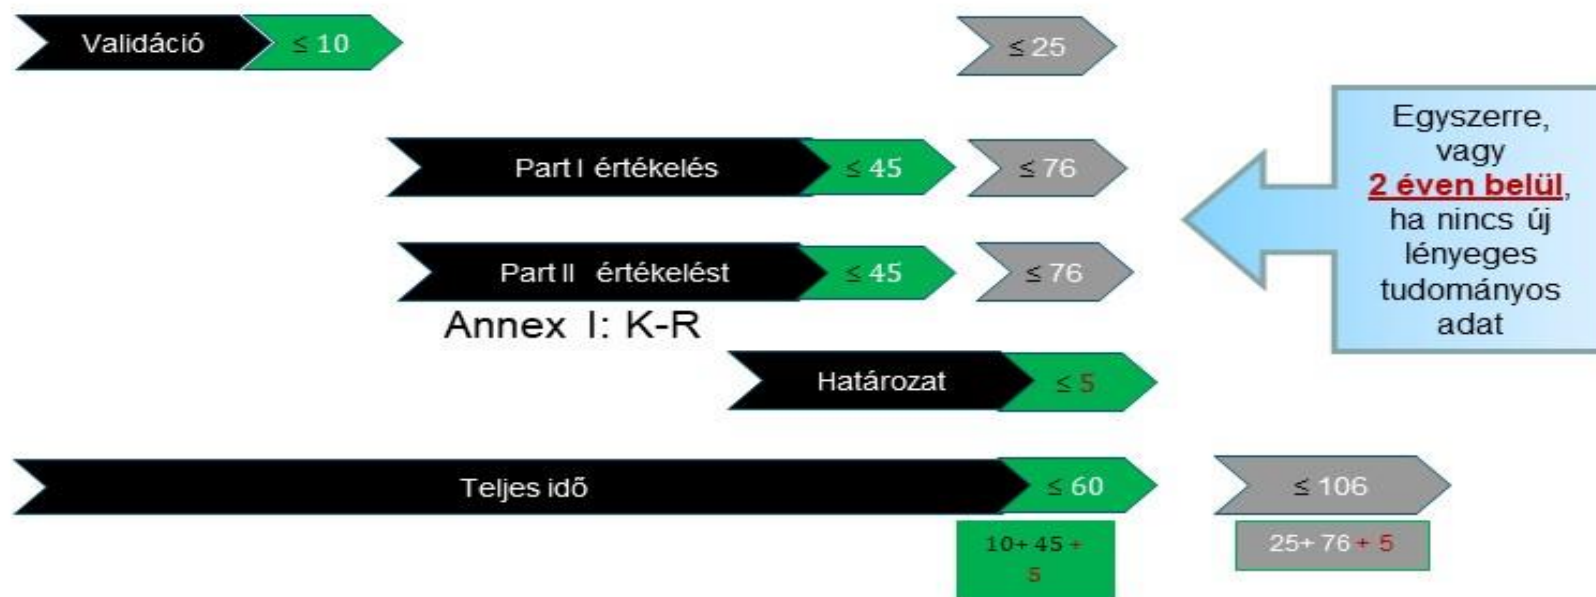 Validáció ≤ 10 ≤ 25
Part I értékelés ≤ 45 ≤ 76
Part II értékelést ≤ 45 ≤ 76
Annex I: K-R
Határozat ≤ 5
Teljes idő ≤ 60 ≤ 106
10+ 45 +
5
25+ 76 + 5
Egyszerre,
vagy
2 éven belül,
ha nincs új
lényeges
tudományos
adat